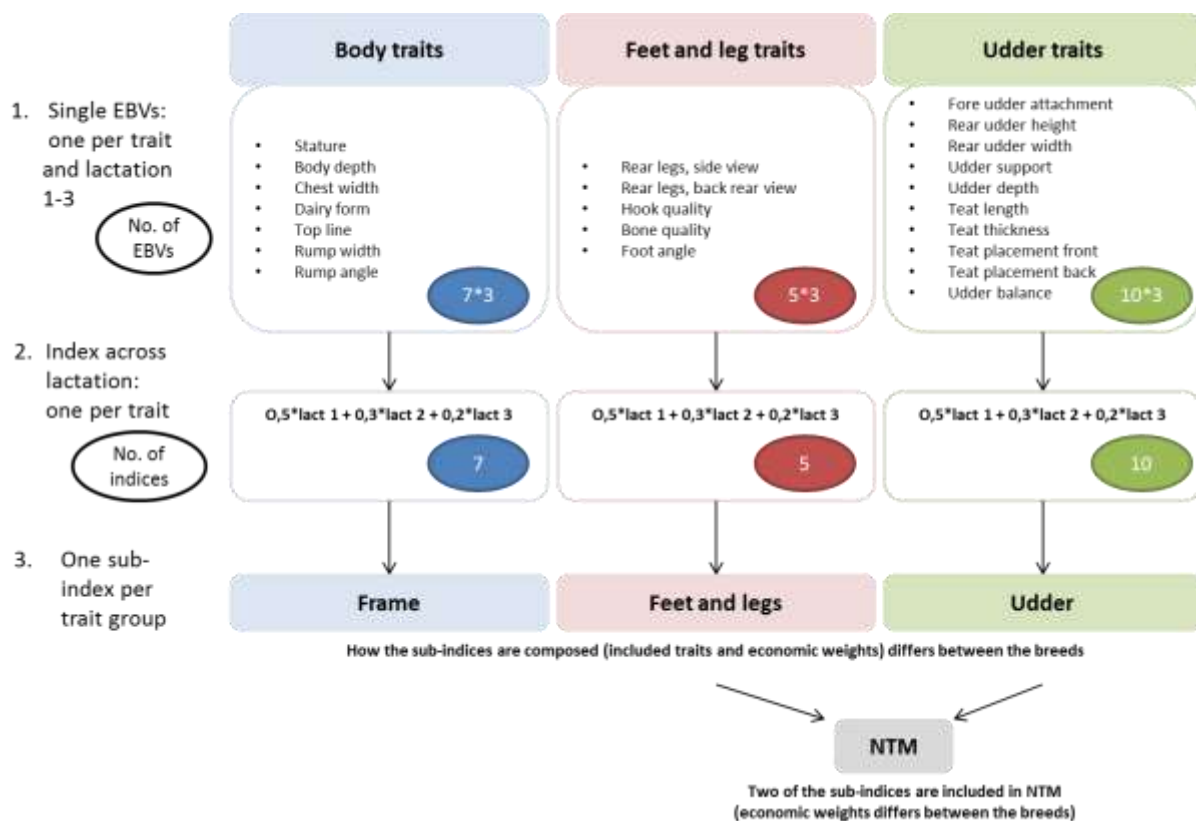 Body traits
Feet and leg traits
Udder traits
1. Single EBVs:
one per trait
and lactation
1-3
No. of
EBVs
• Stature
• Body depth
• Chest width
• Dairy form
• Top line
• Rump width
• Rump angle
7*3
• Rear legs, side view
• Rear legs, back rear view
• Hook quality
• Bone quality
• Foot angle
5*3
• Fore udder attachment
• Rear udder height
• Rear udder width
• Udder support
• Udder depth
• Teat length
• Teat thickness
• Teat placement front
• Teat placement back
• Udder balance
10*3
2. Index across
lactation:
one per trait
No. of
indices
O,5*lact 1 + 0,3*lact 2 + 0,2*lact 3
7
O,5*lact 1 + 0,3*lact 2 + 0,2*lact 3
5
O,5*lact 1 + 0,3*lact 2 + 0,2*lact 3
10
3. One sub-
index per
trait group
Frame
Feet and legs
Udder
How the sub-indices are composed (included traits and economic weights) differs between the breeds
NTM
Two of the sub-indices are included in NTM
(economic weights differs between the breeds)